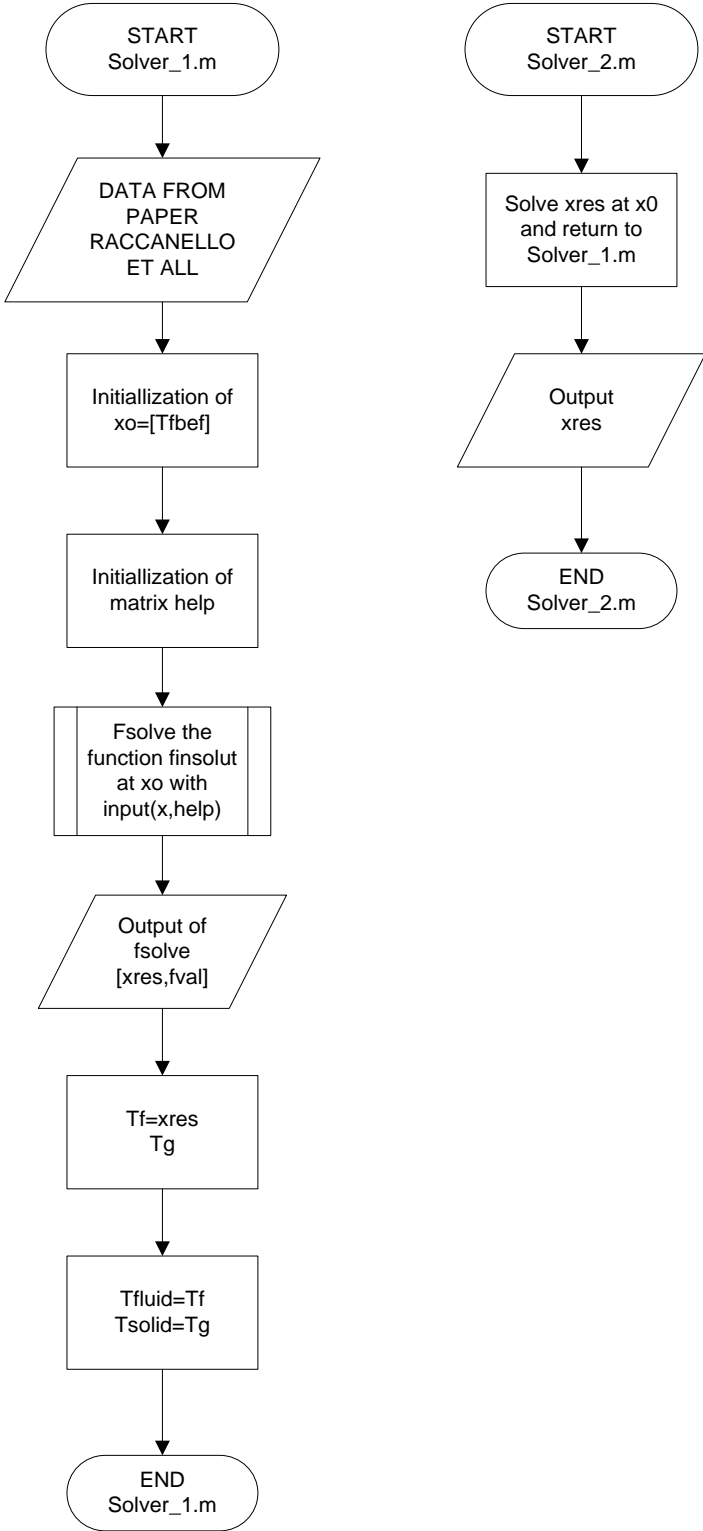 START
Solver_1.m
DATA FROM
PAPER
RACCANELLO
ET ALL
Initiallization of
xo=[Tfbef]
Initiallization of
matrix help
Fsolve the
function finsolut
at xo with
input(x,help)
Output of
fsolve
[xres,fval]
Tf=xres
Tg
Tfluid=Tf
Tsolid=Tg
END
Solver_1.m
START
Solver_2.m
Solve xres at x0
and return to
Solver_1.m
Output
xres
END
Solver_2.m